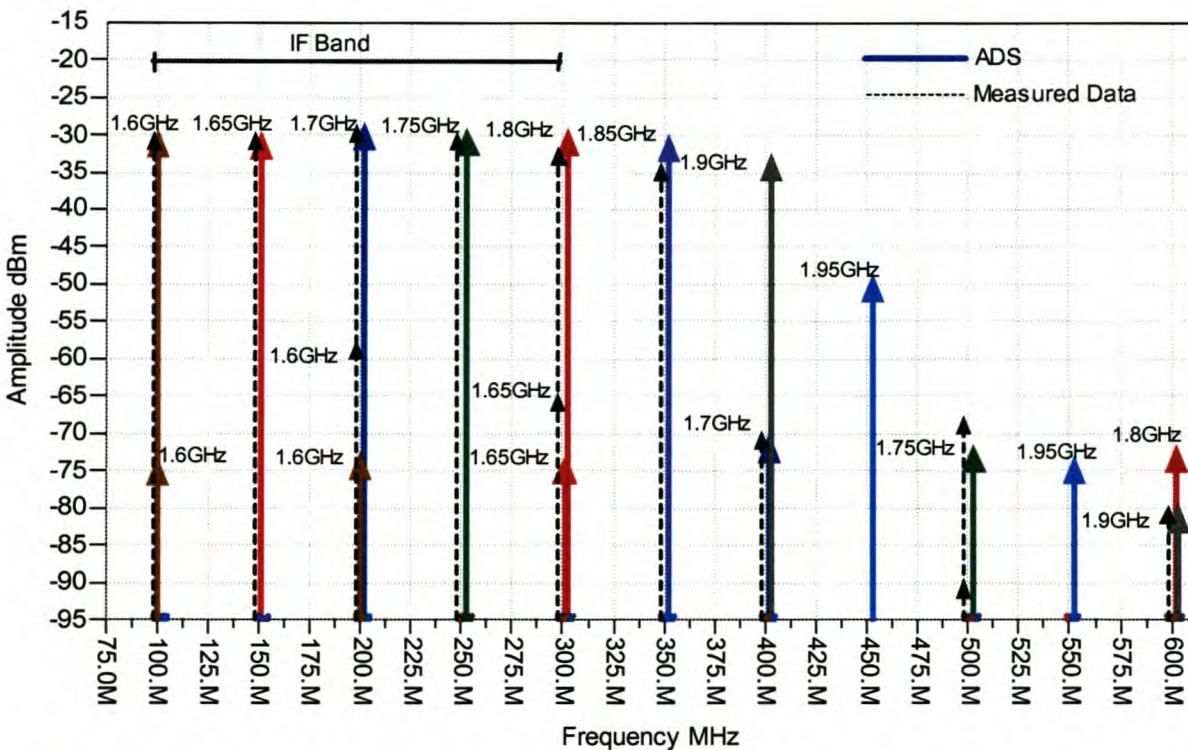 -15
-20
-25
-30
-35
-40
-45
-50
-55
-60
-65
-70
-75
-80
-85
-90
-95
Amplitude dBm
IF Band
ADS
Measured Data
1.6GHz
1.65GHz
1.7GHz
1.75GHz
1.8GHz
1.85GHz
1.9GHz
1.95GHz
1.6GHz
1.65GHz
1.7GHz
1.6GHz
1.6GHz
1.65GHz
1.75GHz
1.95GHz
1.8GHz
1.9GHz
75.0M
100.M
125.M
150.M
175.M
200.M
225.M
250.M
275.M
300.M
325.M
350.M
375.M
400.M
425.M
450.M
475.M
500.M
525.M
550.M
575.M
600.M
Frequency MHz